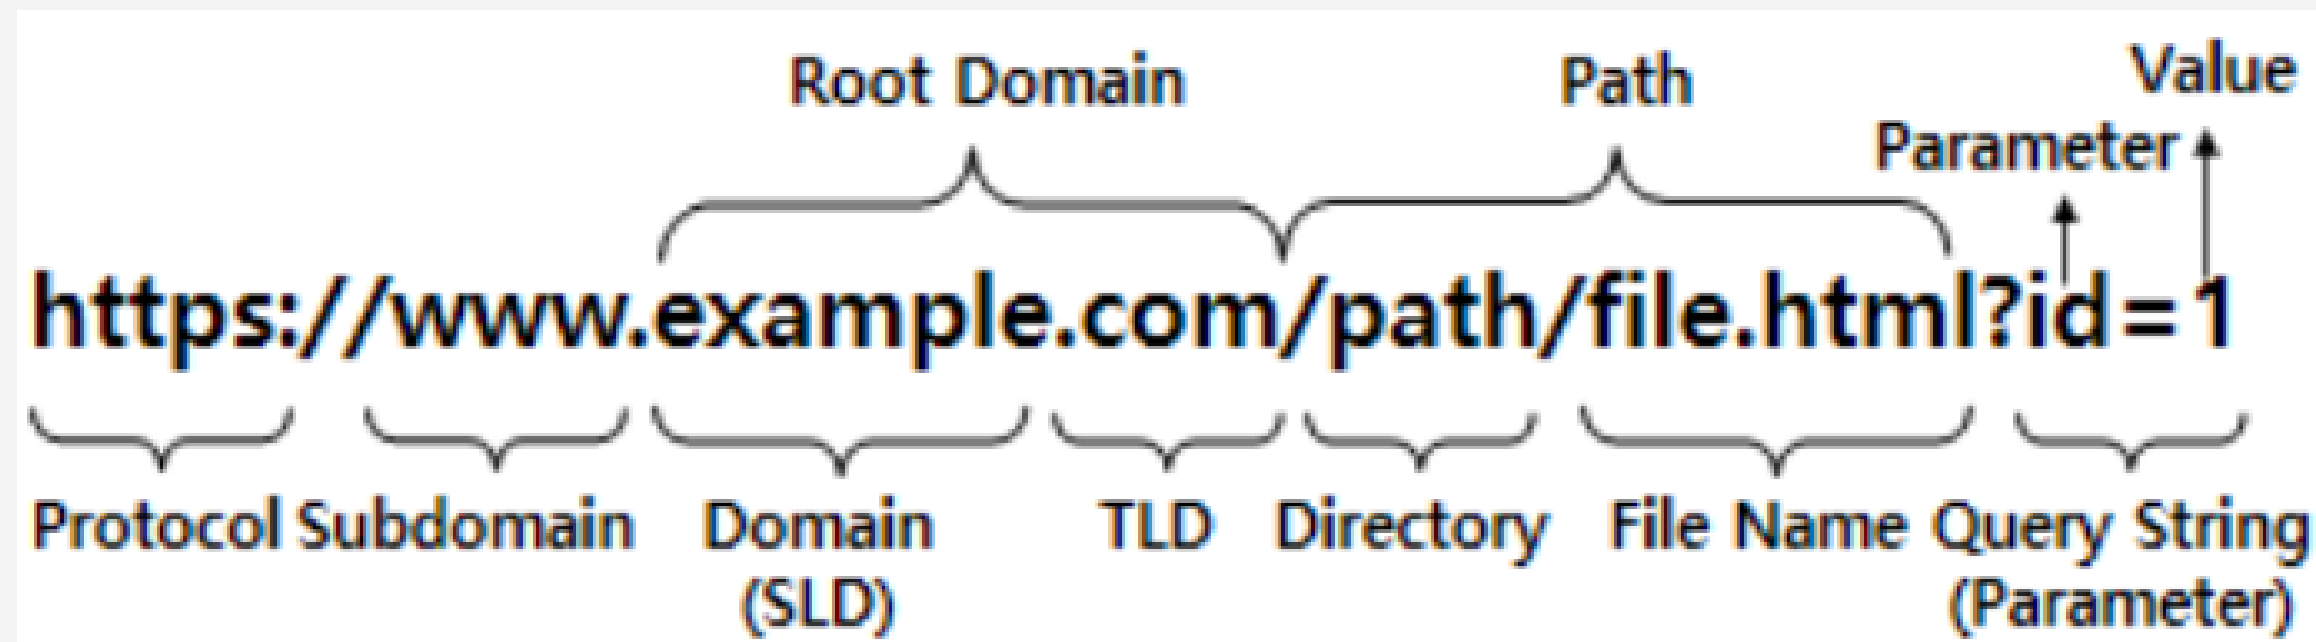 Value
Root Domain Path
Parameter
https://www.example.com/path/file.html?id=1
Protocol Subdomain Domain TLD Directory File Name Query String
(SLD) (Parameter)